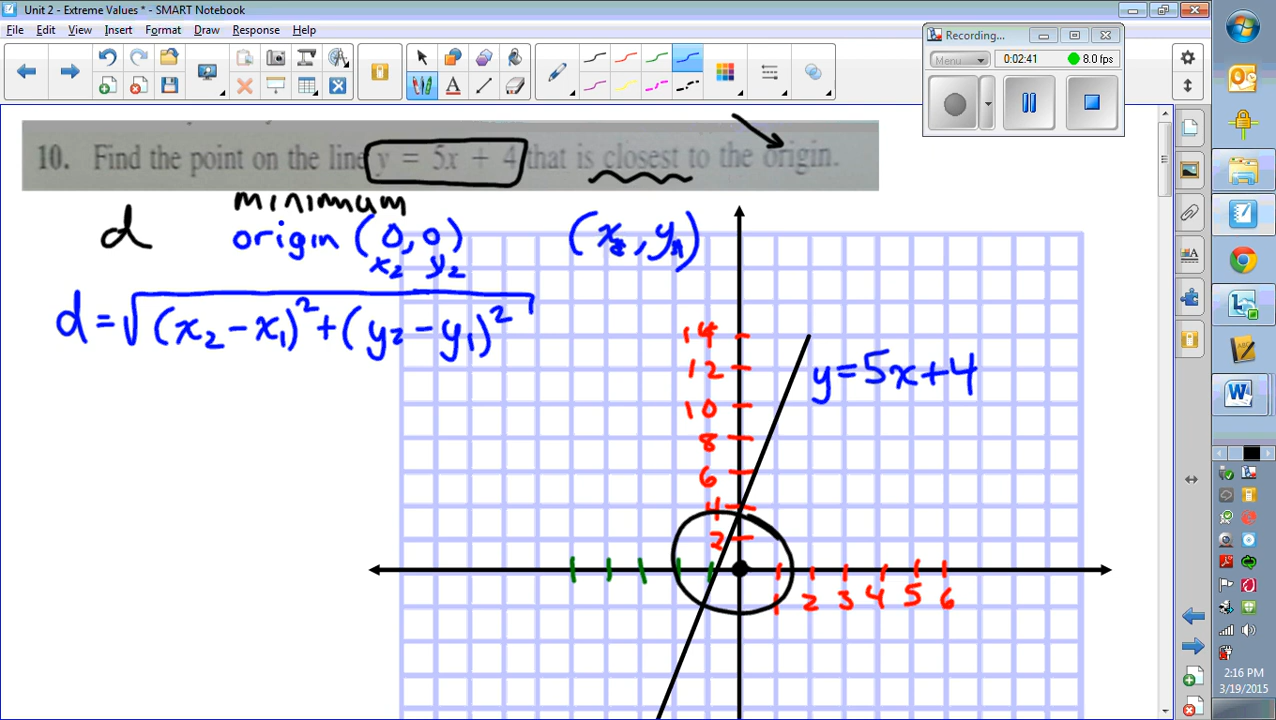 Unit 2 - Extreme Values * - SMART Notebook
File Edit View Insert Format Draw Response Help
Recording...
Menu
0:02:41
8.0 fps
10. Find the point on the line y = 5x + 4 that is closest to the origin.
minimum
d origin (0, 0)
x₂ y₂
(x₁, y₁)
d = √(x₂ - x₁)² + (y₂ - y₁)²
y = 5x + 4
14
12
10
8
6
4
2
1 2 3 4 5 6
2:16 PM
3/19/2015